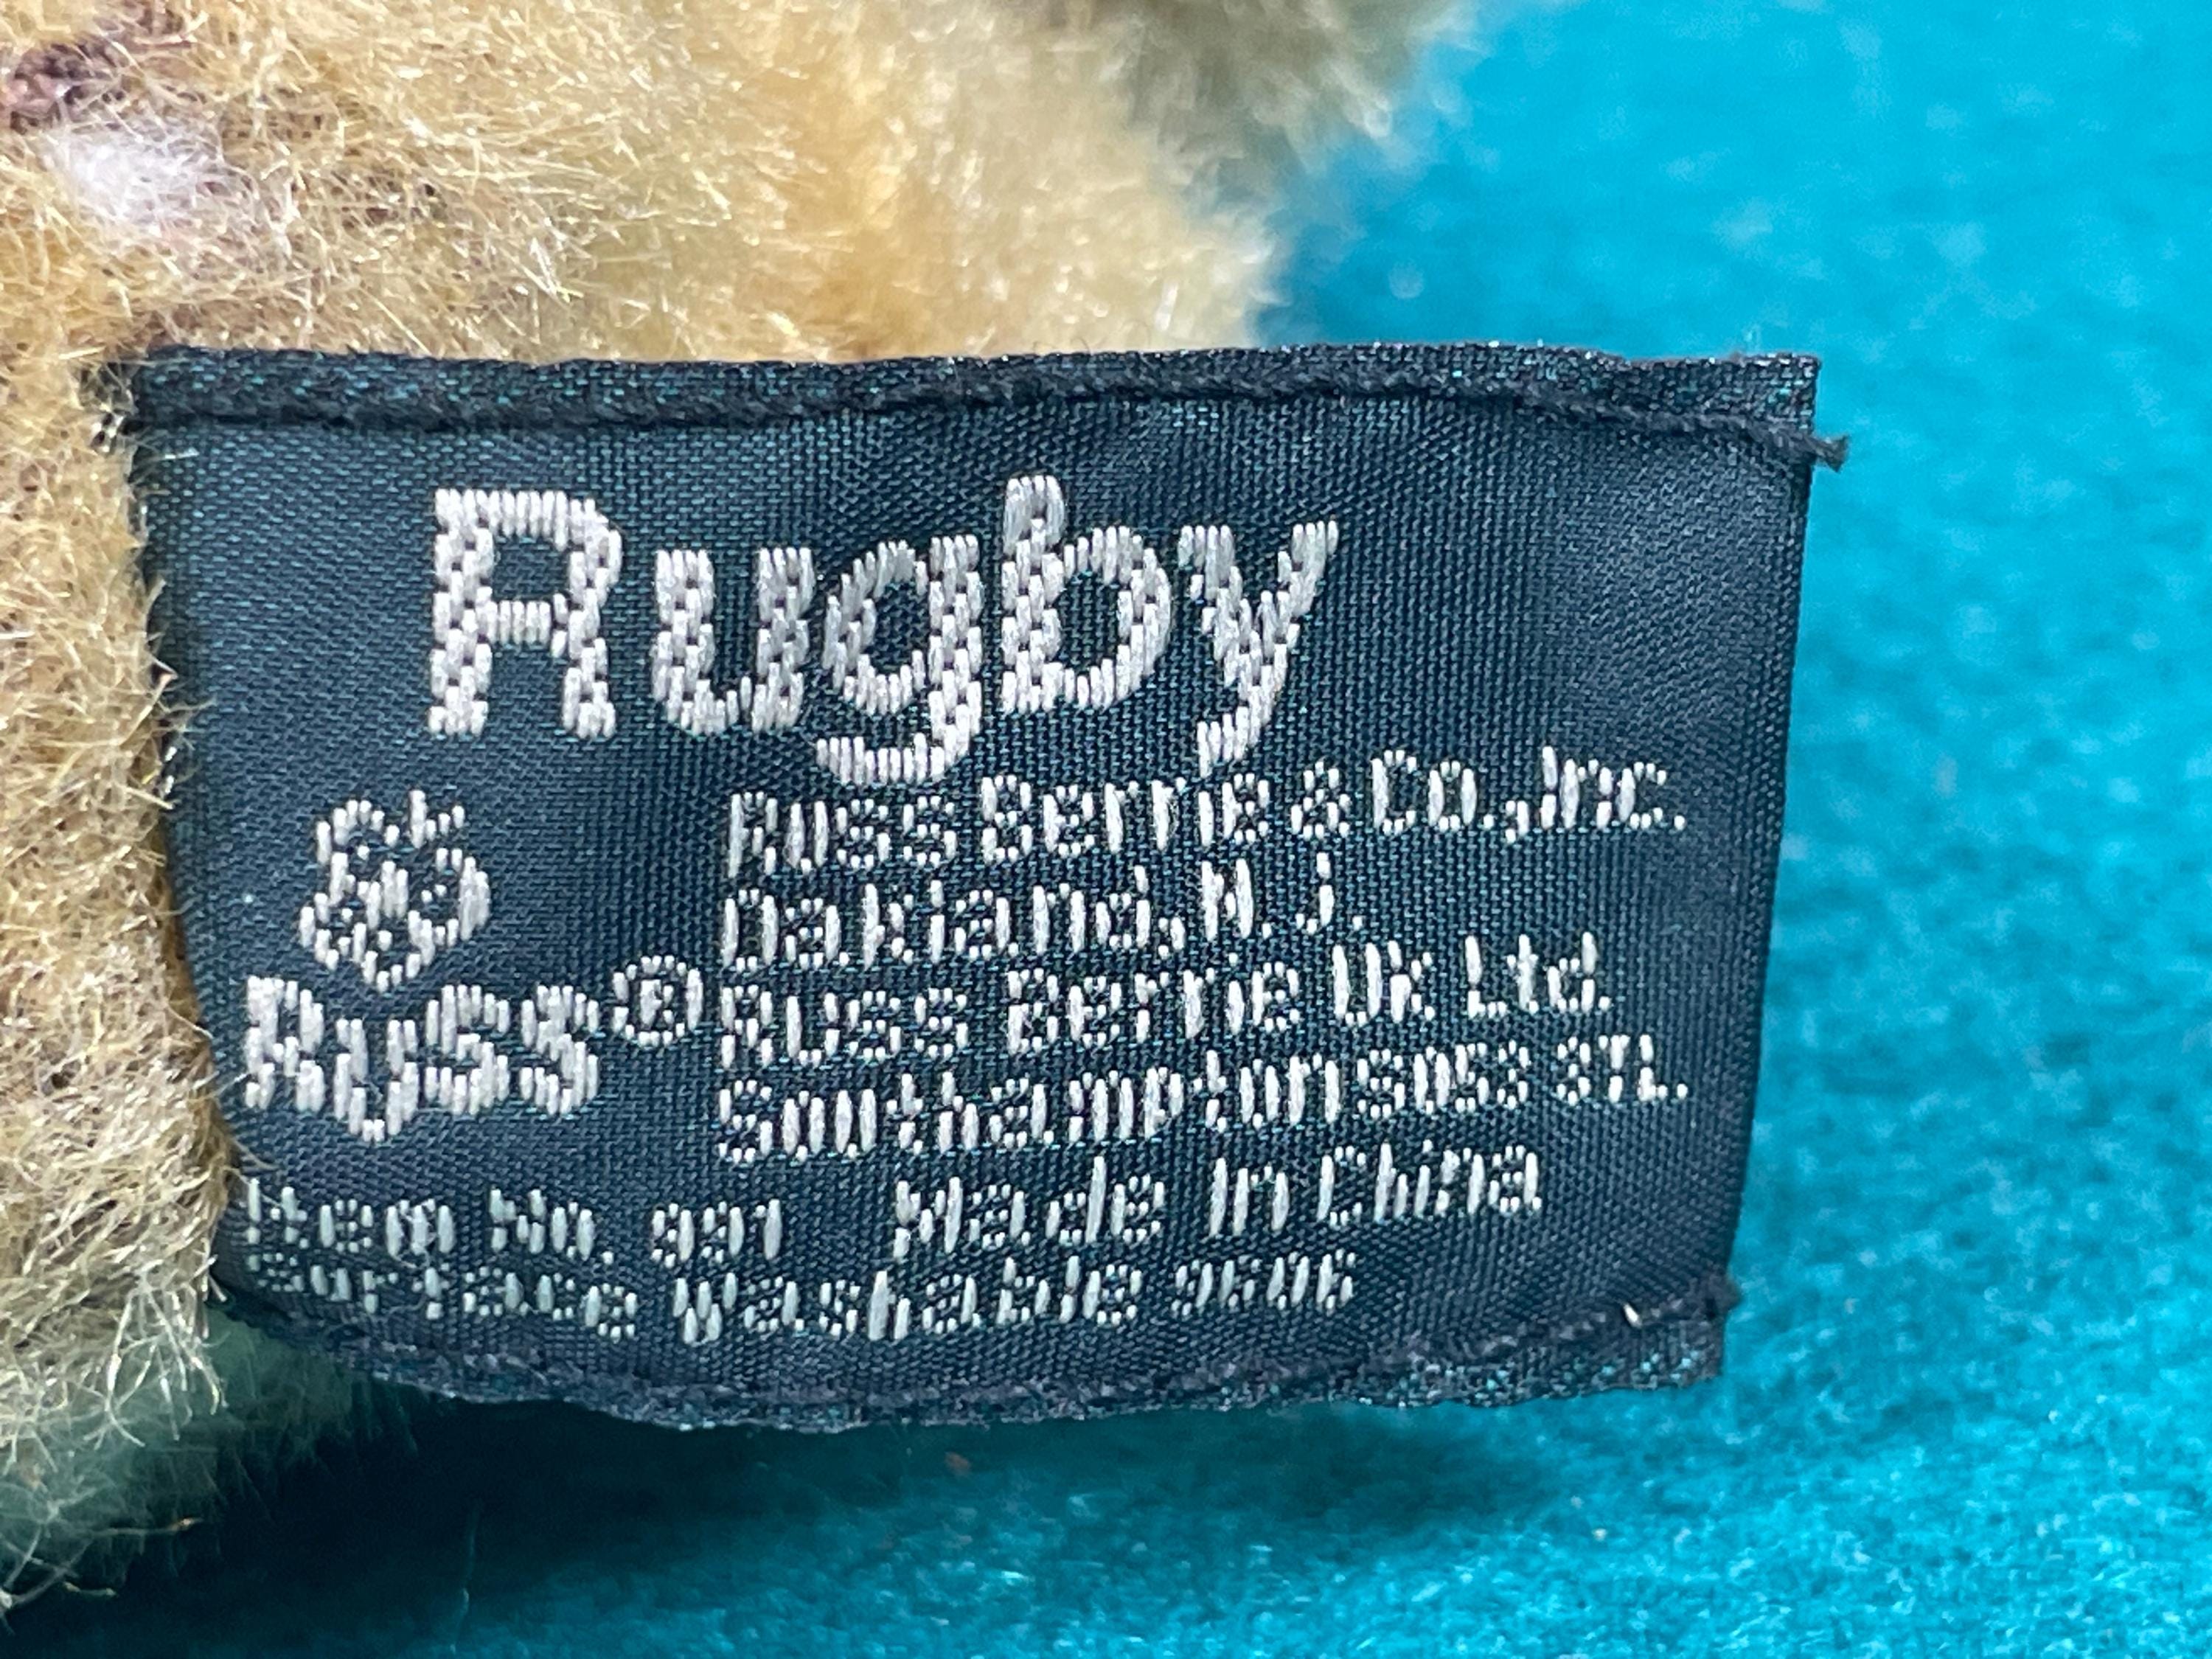 Rugby
RUSS Berrie & Co., Inc.
Oakland, N.J.
RUSS®
RUSS Berrie UK Ltd.
Southampton SO53 3TL.
Item No. 991 Made In China
Surface Washable 9606